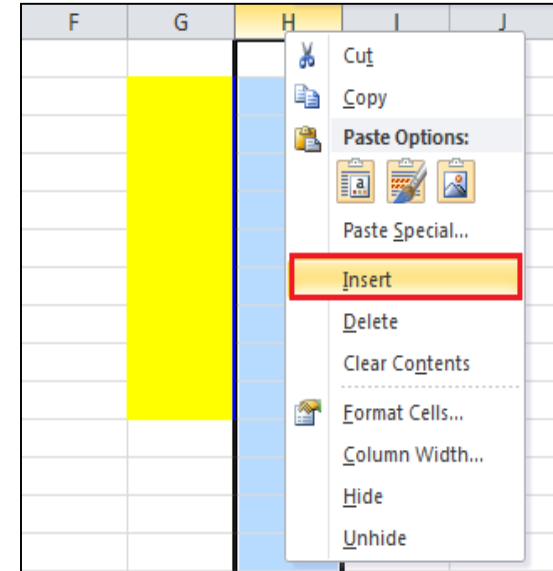 F G H I J
Cut
Copy
Paste Options:
a
Paste Special...
Insert
Delete
Clear Contents
Format Cells...
Column Width...
Hide
Unhide